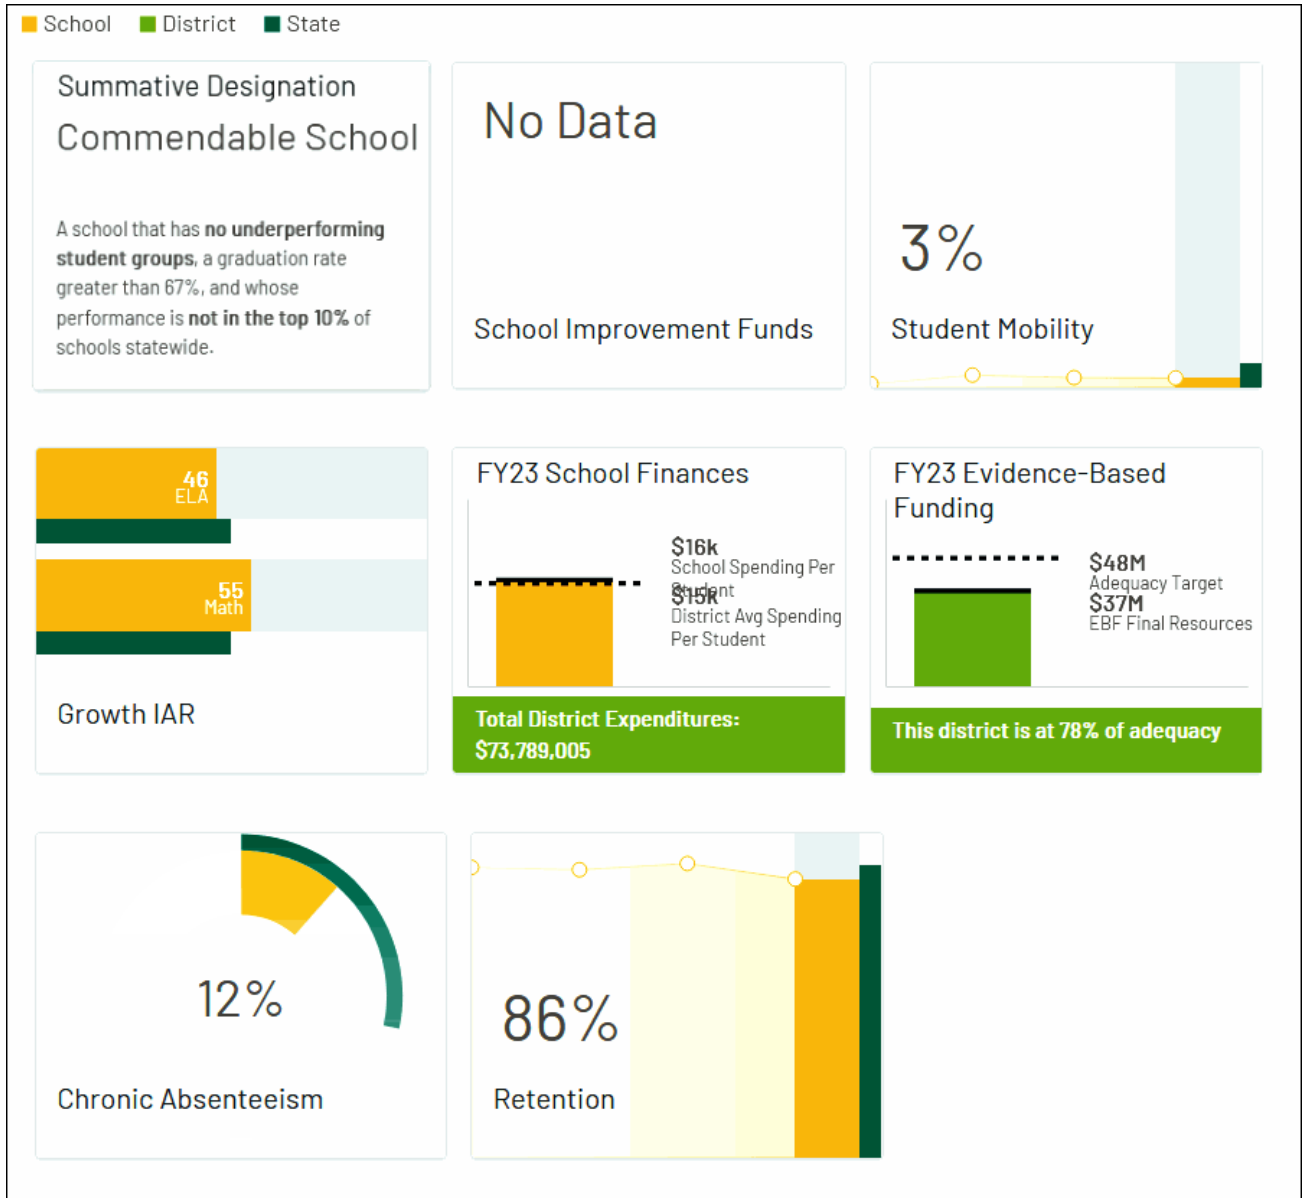 School District State
Summative Designation
Commendable School
A school that has no underperforming
student groups, a graduation rate
greater than 67%, and whose
performance is not in the top 10% of
schools statewide.
No Data
School Improvement Funds
3%
Student Mobility
46
ELA
55
Math
Growth IAR
FY23 School Finances
$16k
School Spending Per
Student
$15k
District Avg Spending
Per Student
Total District Expenditures:
$73,789,005
FY23 Evidence-Based
Funding
$48M
Adequacy Target
$37M
EBF Final Resources
This district is at 78% of adequacy
12%
Chronic Absenteeism
86%
Retention